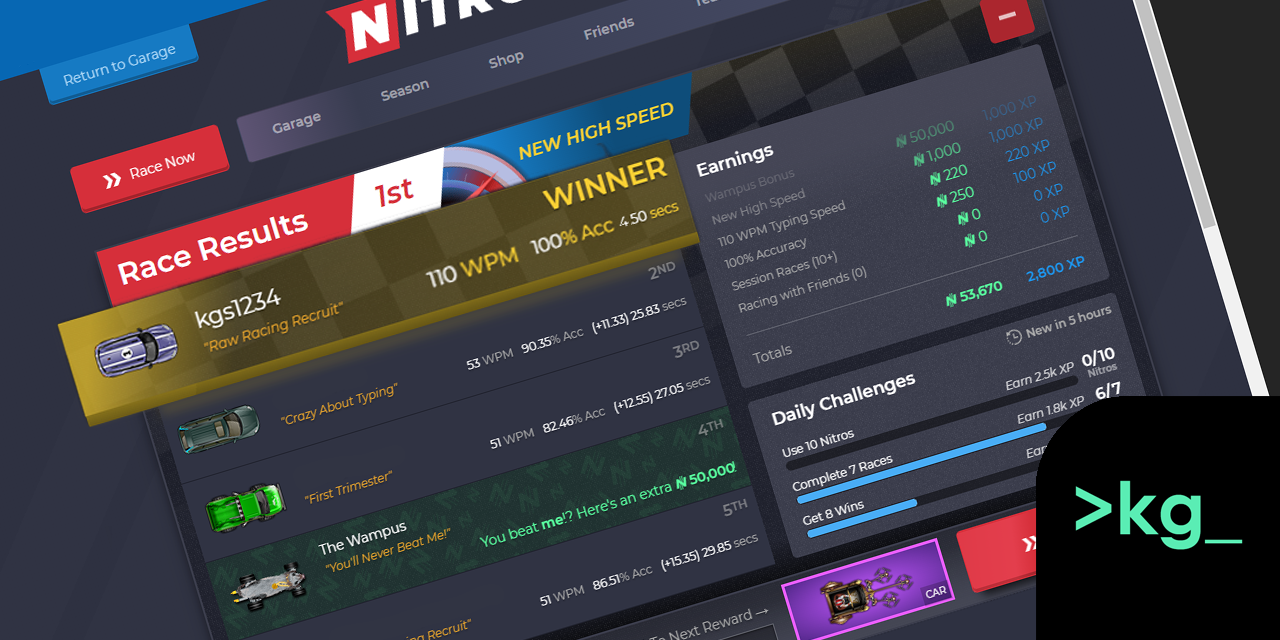 NITRO
Return to Garage
Garage
Season
Shop
Friends
Race Now
Race Results
1st
NEW HIGH SPEED
WINNER
kgs1234
"Raw Racing Recruit"
110 WPM 100% Acc 4.50 secs
2ND
"Crazy About Typing"
53 WPM 90.35% Acc (+11.33) 25.83 secs
3RD
"First Trimester"
51 WPM 82.46% Acc (+12.55) 27.05 secs
4TH
The Wampus
"You'll Never Beat Me!"
You beat me!? Here's an extra N 50,000!
5TH
51 WPM 86.51% Acc (+15.35) 29.85 secs
Recruit"
Earnings
Wampus Bonus N 50,000 1,000 XP
New High Speed N 1,000 1,000 XP
110 WPM Typing Speed N 220 220 XP
100% Accuracy N 250 100 XP
Session Races (10+) N 0 0 XP
Racing with Friends (0) N 0 0 XP
Totals N 53,670 2,800 XP
New in 5 hours
Daily Challenges
Use 10 Nitros Earn 2.5k XP 0/10
Nitros
Complete 7 Races Earn 1.8k XP 6/7
Get 8 Wins
To Next Reward →
CAR
>kg_